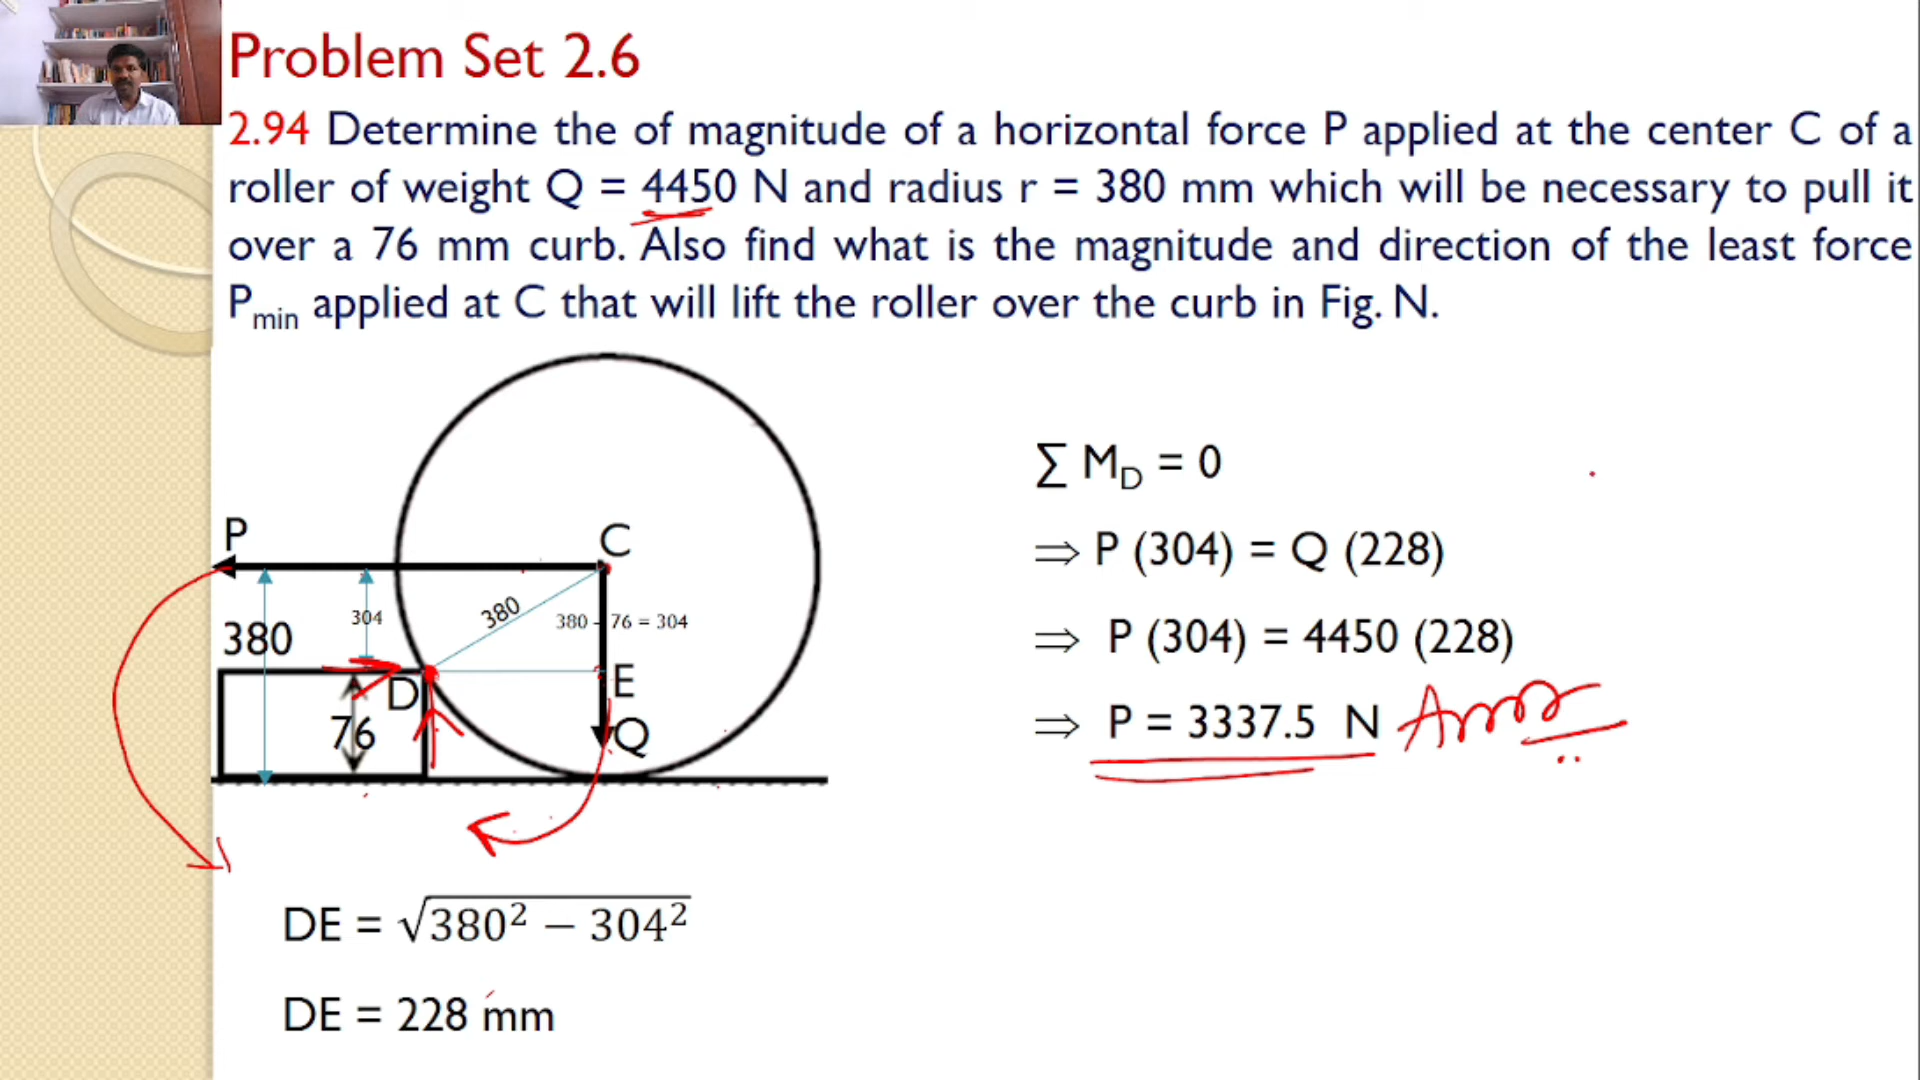 Problem Set 2.6
2.94 Determine the of magnitude of a horizontal force P applied at the center C of a
roller of weight Q = 4450 N and radius r = 380 mm which will be necessary to pull it
over a 76 mm curb. Also find what is the magnitude and direction of the least force
Pmin applied at C that will lift the roller over the curb in Fig. N.
P
C
304
380
380 - 76 = 304
380
D
E
76
Q
∑ MD = 0
⇒ P (304) = Q (228)
⇒ P (304) = 4450 (228)
⇒ P = 3337.5 N
DE = √380² − 304²
DE = 228 mm